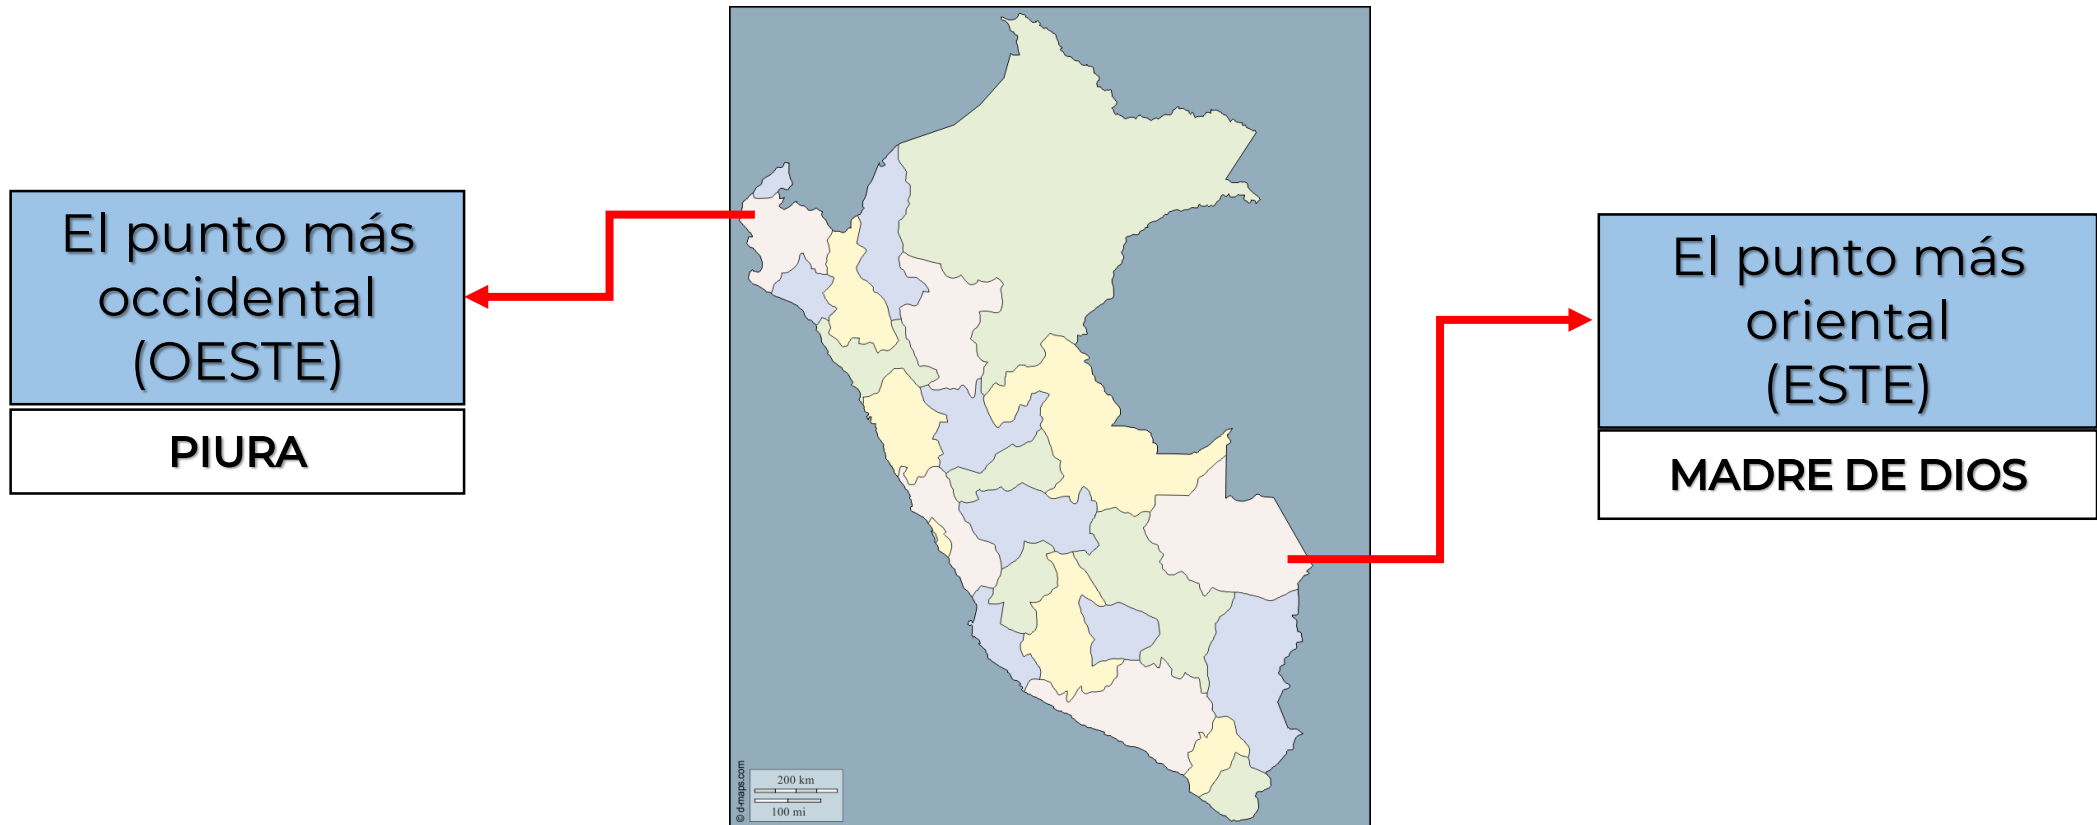 El punto más
occidental
(OESTE)
PIURA
El punto más
oriental
(ESTE)
MADRE DE DIOS
© d-maps.com
200 km
100 mi